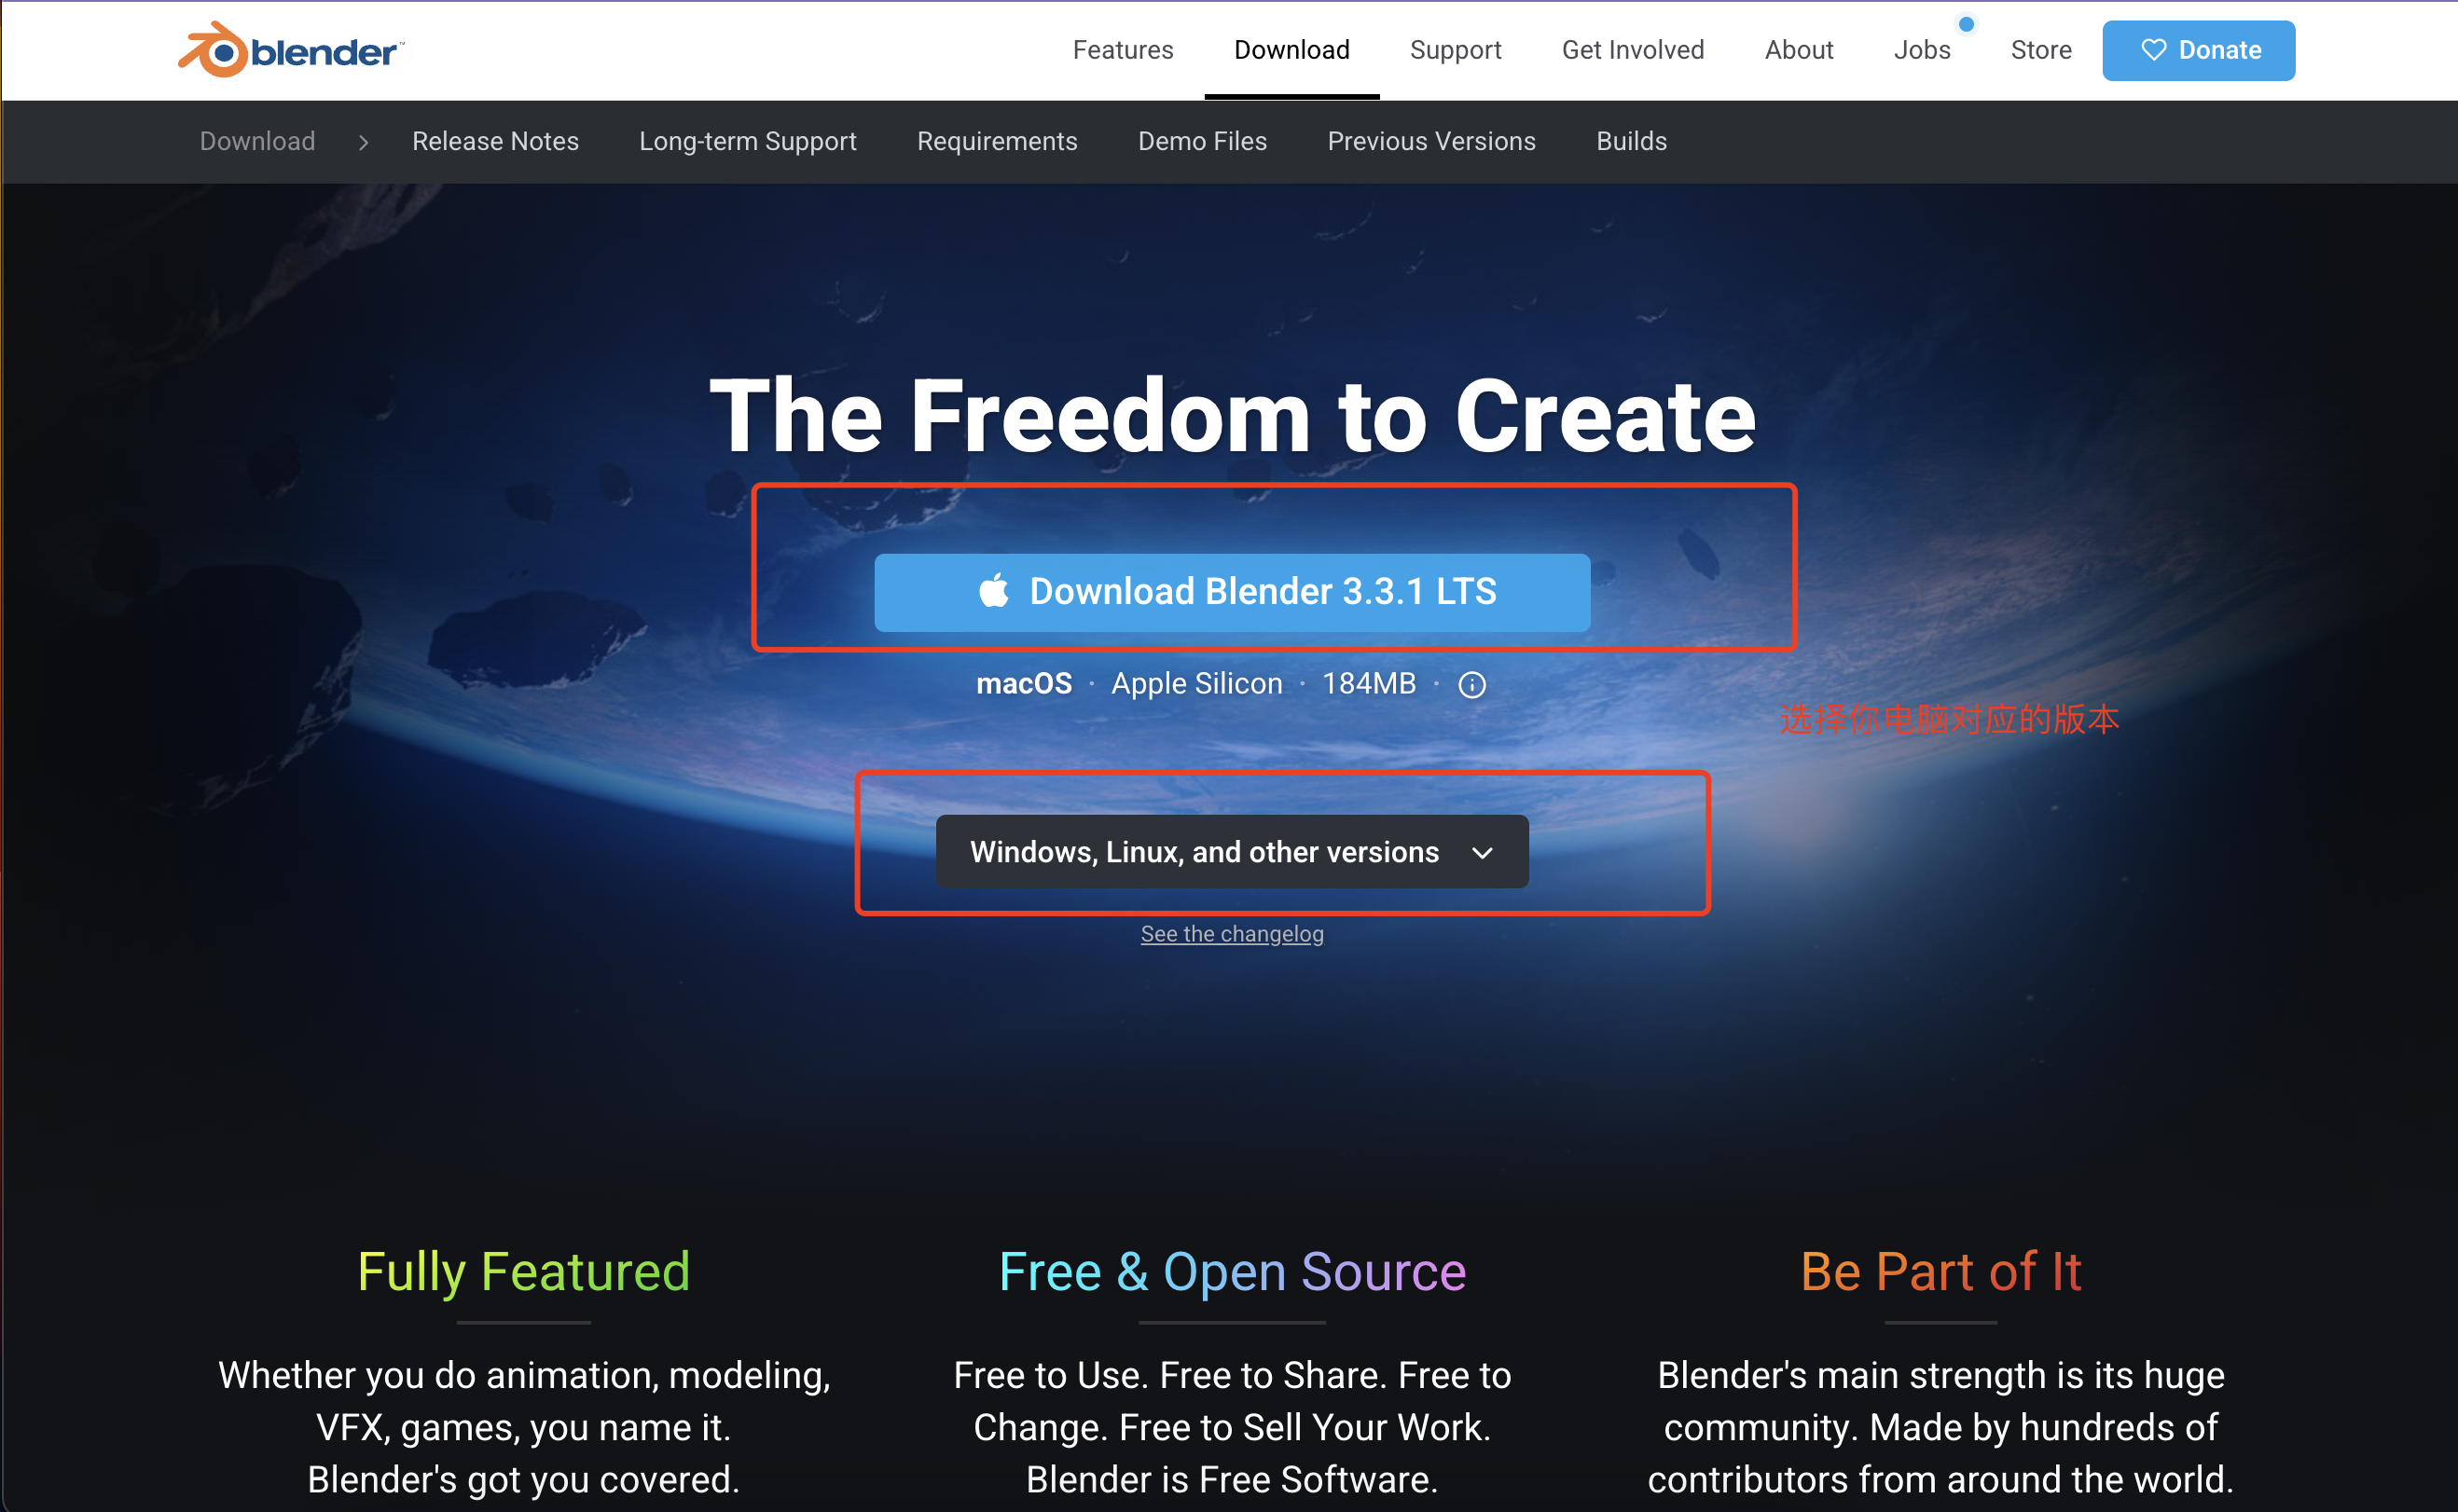 blender™
Features
Download
Support
Get Involved
About
Jobs
Store
Donate
Download
Release Notes
Long-term Support
Requirements
Demo Files
Previous Versions
Builds
The Freedom to Create
Download Blender 3.3.1 LTS
macOS · Apple Silicon · 184MB ·
选择你电脑对应的版本
Windows, Linux, and other versions
See the changelog
Fully Featured
Whether you do animation, modeling,
VFX, games, you name it.
Blender's got you covered.
Free & Open Source
Free to Use. Free to Share. Free to
Change. Free to Sell Your Work.
Blender is Free Software.
Be Part of It
Blender's main strength is its huge
community. Made by hundreds of
contributors from around the world.